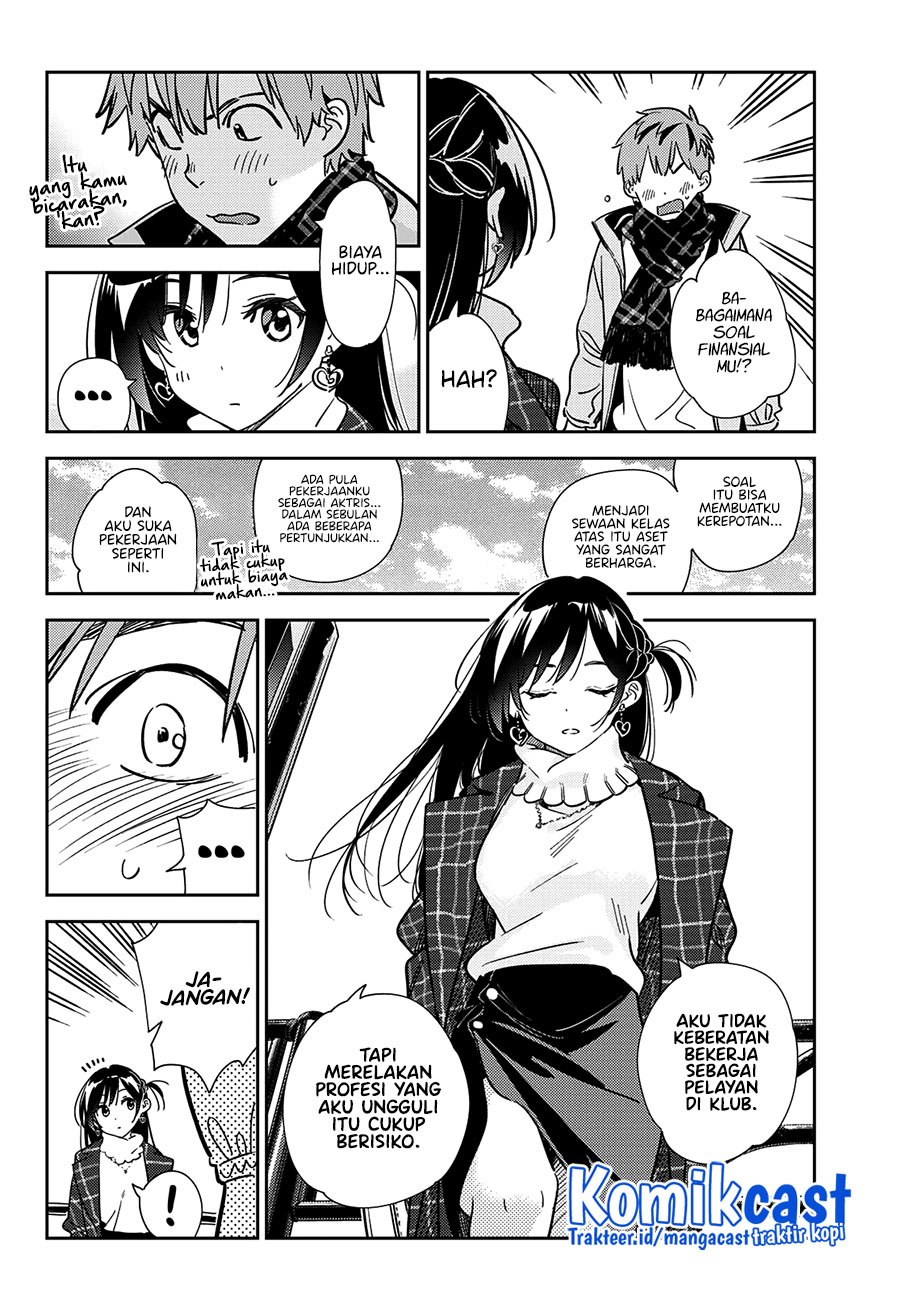 BA-
BAGAIMANA
SOAL
FINANSIAL
MU!?
HAH?
BIAYA
HIDUP...
Itu
yang kamu
bicarakan,
kan?
...
SOAL
ITU BISA
MEMBUATKU
KEREPOTAN...
MENJADI
SEWAAN KELAS
ATAS ITU ASET
YANG SANGAT
BERHARGA.
ADA PULA
PEKERJAANKU
SEBAGAI AKTRIS...
DALAM SEBULAN
ADA BEBERAPA
PERTUNJUKKAN...
Tapi itu
tidak cukup
untuk biaya
makan...
DAN
AKU SUKA
PEKERJAAN
SEPERTI
INI.
AKU TIDAK
KEBERATAN
BEKERJA
SEBAGAI
PELAYAN
DI KLUB.
TAPI
MERELAKAN
PROFESI YANG
AKU UNGGULI
ITU CUKUP
BERISIKO.
...
JA-
JANGAN!
!
Komikcast
Trakteer.id/mangacast traktir kopi